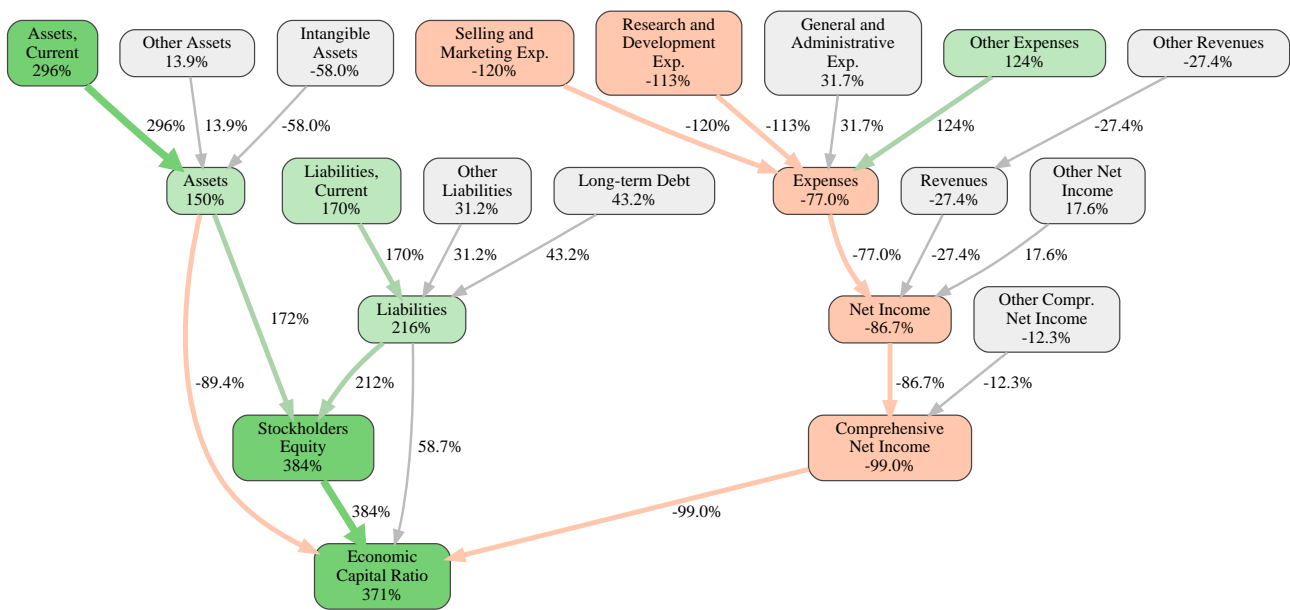 Assets,
Current
296%
Other Assets
13.9%
Intangible
Assets
-58.0%
Selling and
Marketing Exp.
-120%
Research and
Development
Exp.
-113%
General and
Administrative
Exp.
31.7%
Other Expenses
124%
Other Revenues
-27.4%
296%
13.9%
-58.0%
-120%
-113%
31.7%
124%
-27.4%
Assets
150%
Liabilities,
Current
170%
Other
Liabilities
31.2%
Long-term Debt
43.2%
Expenses
-77.0%
Revenues
-27.4%
Other Net
Income
17.6%
170%
31.2%
43.2%
-77.0%
-27.4%
17.6%
172%
Liabilities
216%
Net Income
-86.7%
Other Compr.
Net Income
-12.3%
-89.4%
212%
-86.7%
-12.3%
Stockholders
Equity
384%
58.7%
Comprehensive
Net Income
-99.0%
384%
-99.0%
Economic
Capital Ratio
371%